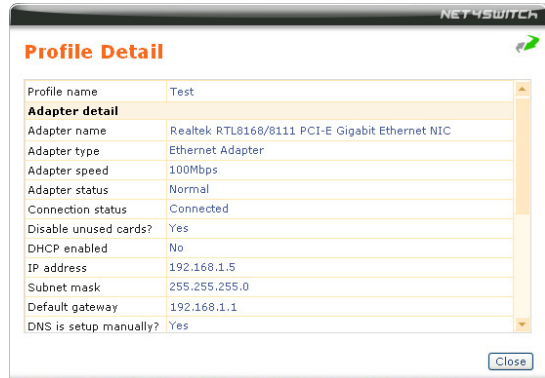 NET4SWITCH
Profile Detail
Profile name Test
Adapter detail
Adapter name Realtek RTL8168/8111 PCI-E Gigabit Ethernet NIC
Adapter type Ethernet Adapter
Adapter speed 100Mbps
Adapter status Normal
Connection status Connected
Disable unused cards? Yes
DHCP enabled No
IP address 192.168.1.5
Subnet mask 255.255.255.0
Default gateway 192.168.1.1
DNS is setup manually? Yes
Close